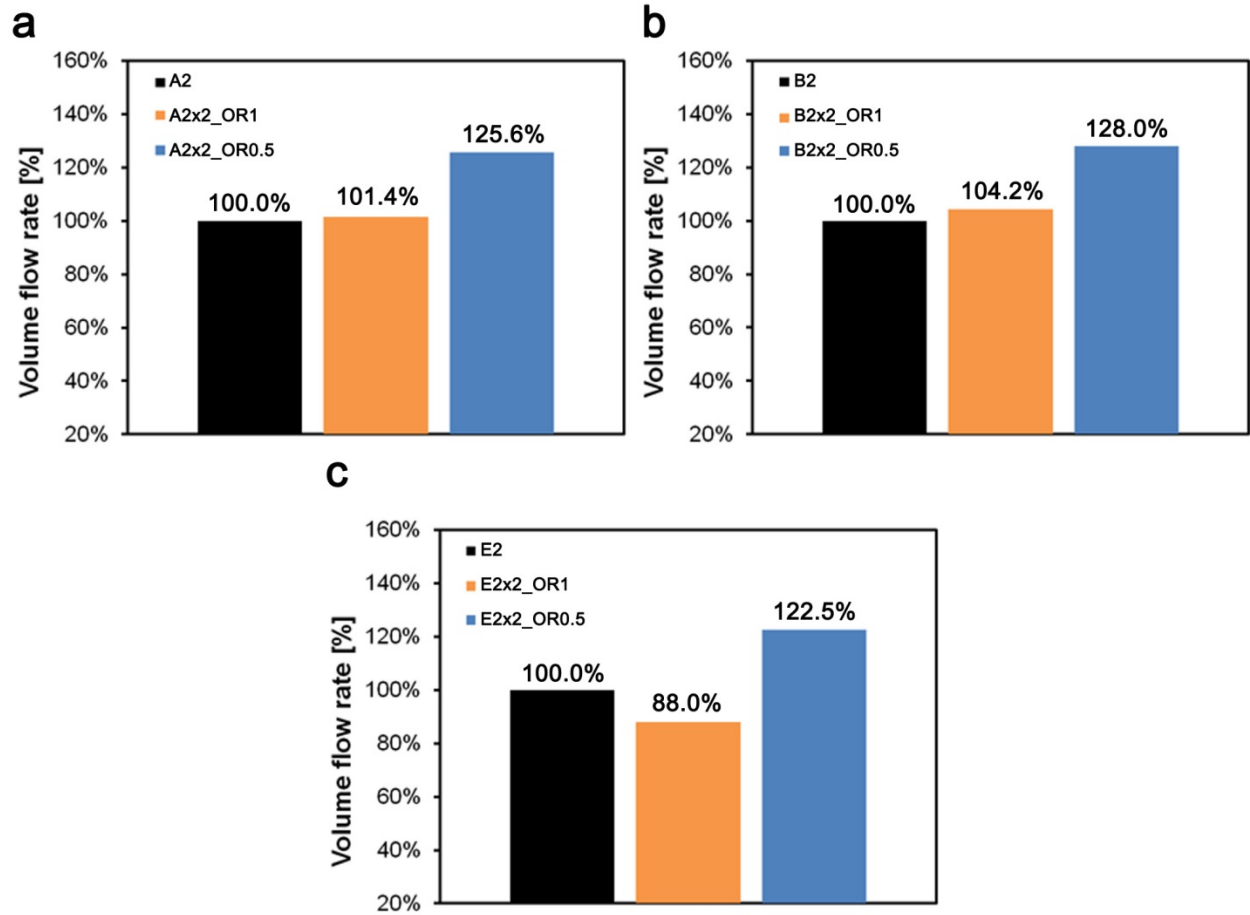 a
Volume flow rate [%]
160%
140%
120%
100%
80%
60%
40%
20%
A2
A2x2_OR1
A2x2_OR0.5
100.0%
101.4%
125.6%
b
Volume flow rate [%]
160%
140%
120%
100%
80%
60%
40%
20%
B2
B2x2_OR1
B2x2_OR0.5
100.0%
104.2%
128.0%
c
Volume flow rate [%]
160%
140%
120%
100%
80%
60%
40%
20%
E2
E2x2_OR1
E2x2_OR0.5
100.0%
88.0%
122.5%